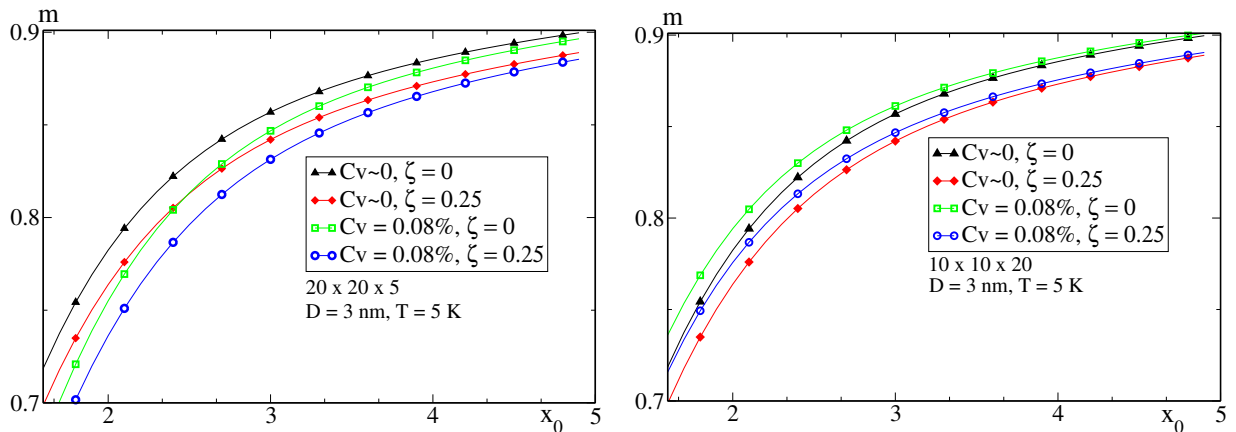 m
0.9
0.8
0.7
Cv~0, ζ = 0
Cv~0, ζ = 0.25
Cv = 0.08%, ζ = 0
Cv = 0.08%, ζ = 0.25
20 x 20 x 5
D = 3 nm, T = 5 K
2 3 4 x₀ 5
m
0.9
0.8
0.7
Cv~0, ζ = 0
Cv~0, ζ = 0.25
Cv = 0.08%, ζ = 0
Cv = 0.08%, ζ = 0.25
10 x 10 x 20
D = 3 nm, T = 5 K
2 3 4 x₀ 5